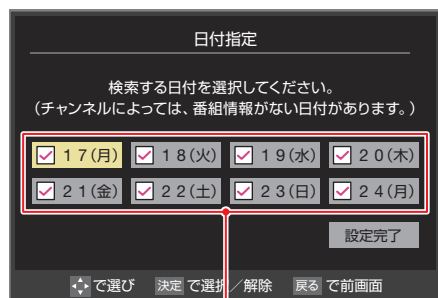 日付指定
検索する日付を選択してください。
（チャンネルによっては、番組情報がない日付があります。）
17(月) 18(火) 19(水) 20(木)
21(金) 22(土) 23(日) 24(月)
設定完了
で選び 決定 で選択／解除 戻る で前画面